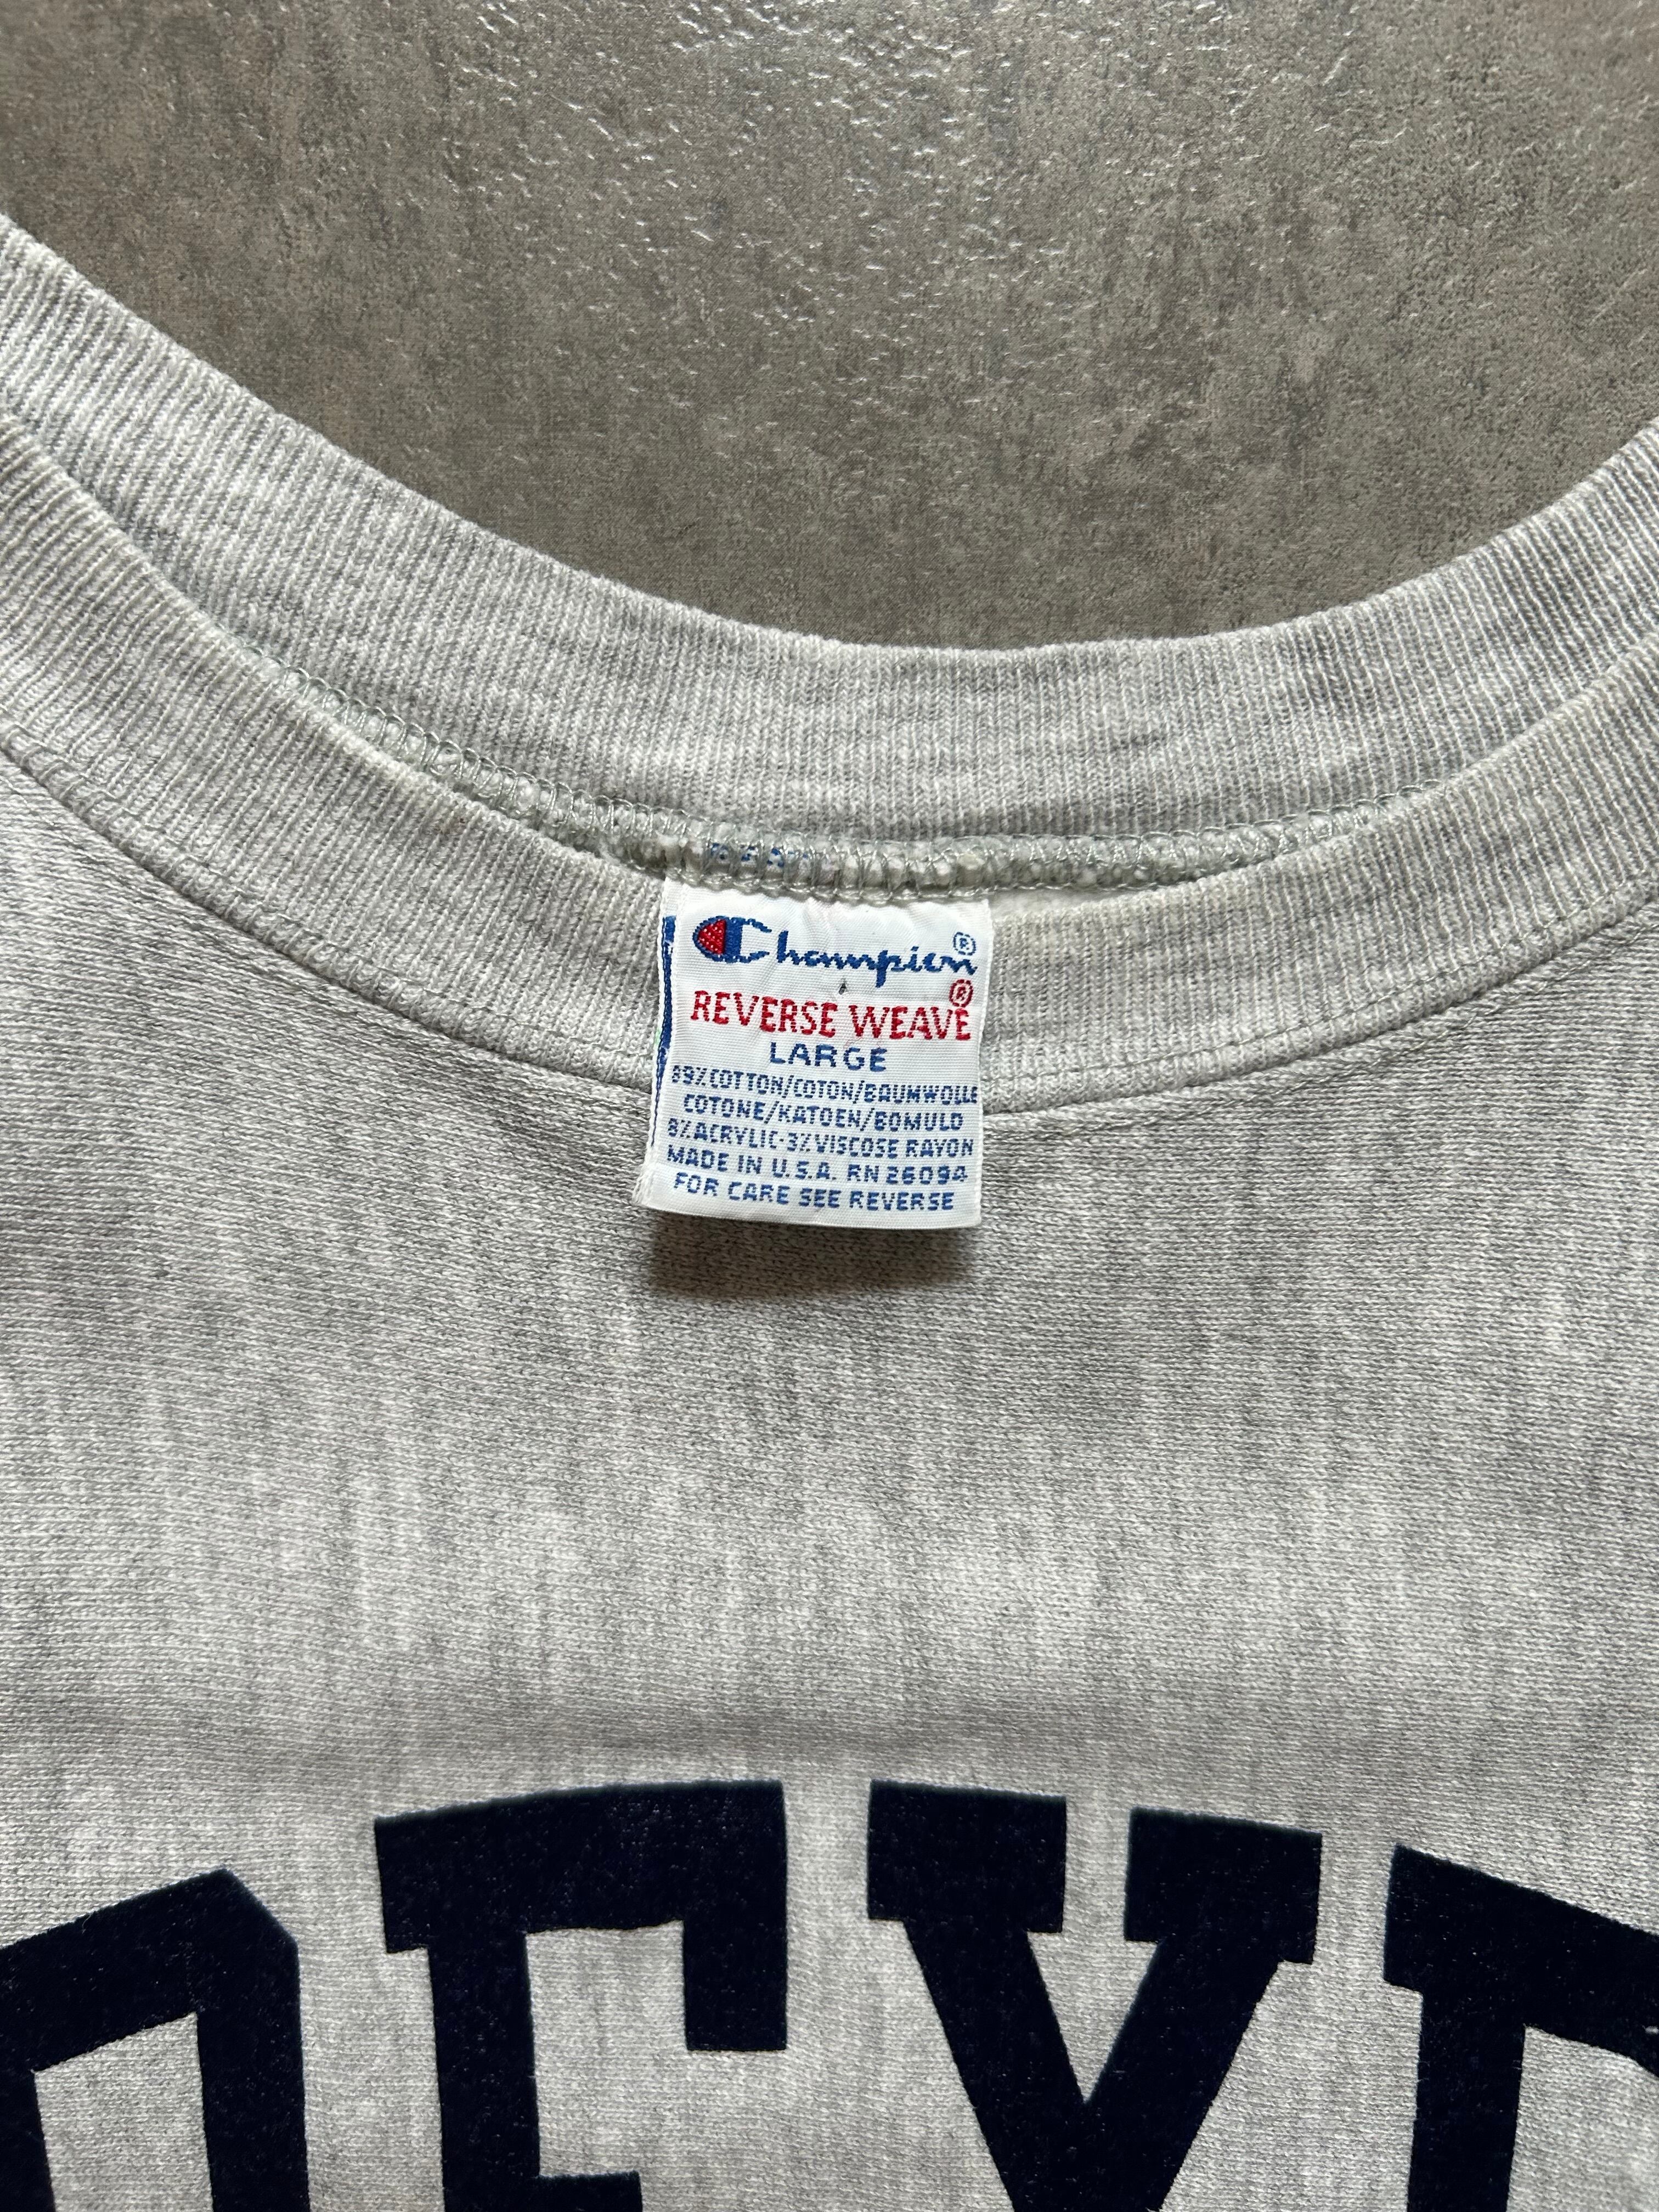 Champion®
REVERSE WEAVE®
LARGE
89% COTTON/COTON/BAUMWOLLE
COTONE/KATOEN/BOMULD
8% ACRYLIC-3% VISCOSE RAYON
MADE IN U.S.A. RN 26094
FOR CARE SEE REVERSE